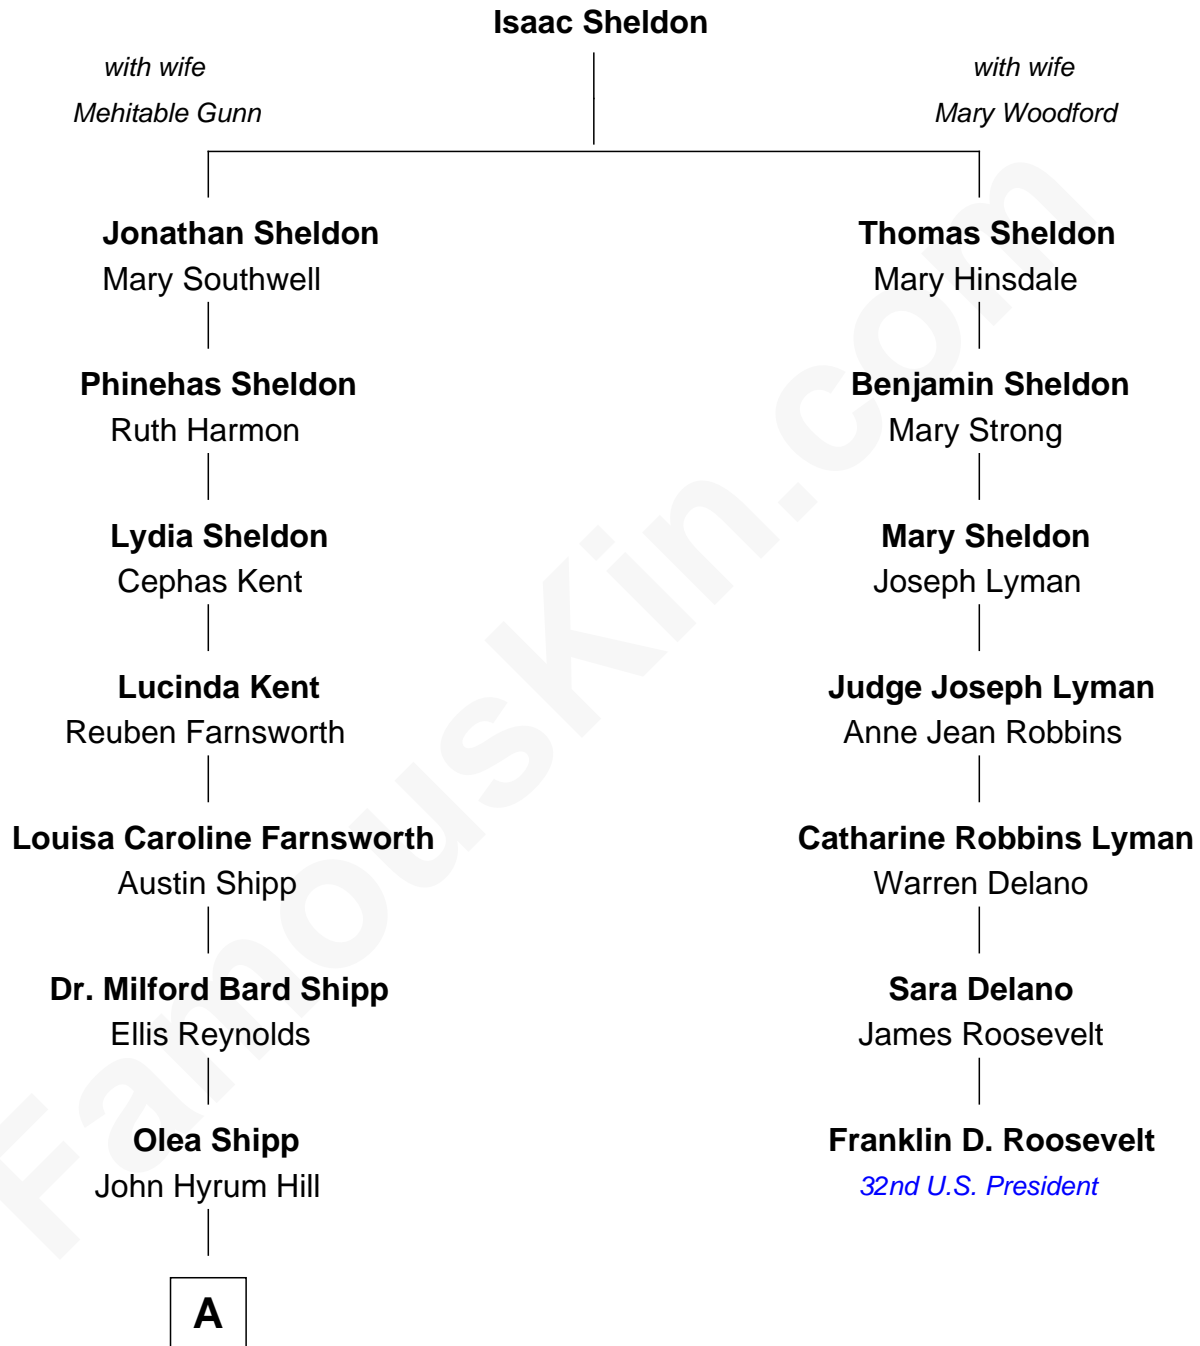 Isaac Sheldon
with wife
Mehitable Gunn
with wife
Mary Woodford
Jonathan Sheldon
Mary Southwell
Thomas Sheldon
Mary Hinsdale
Phinehas Sheldon
Ruth Harmon
Benjamin Sheldon
Mary Strong
Lydia Sheldon
Cephas Kent
Mary Sheldon
Joseph Lyman
Lucinda Kent
Reuben Farnsworth
Judge Joseph Lyman
Anne Jean Robbins
Louisa Caroline Farnsworth
Austin Shipp
Catharine Robbins Lyman
Warren Delano
Dr. Milford Bard Shipp
Ellis Reynolds
Sara Delano
James Roosevelt
Olea Shipp
John Hyrum Hill
Franklin D. Roosevelt
32nd U.S. President
A
FamousKin.com